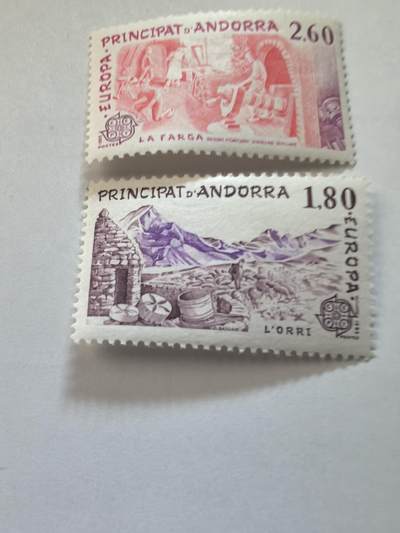 PRINCIPAT D'ANDORRA 2.60
EUROPA
LA FARGA
PRINCIPAT D'ANDORRA 1.80
EUROPA
L'ORRI